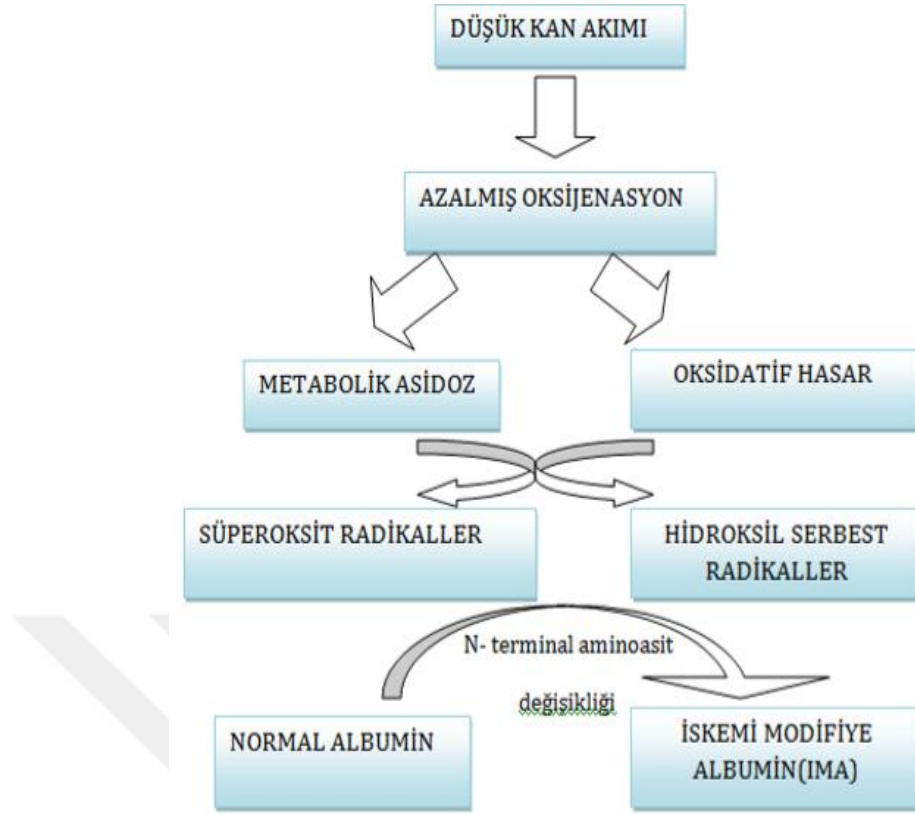 DÜŞÜK KAN AKIMI
AZALMIŞ OKSİJENASYON
METABOLİK ASİDOZ
OKSİDATİF HASAR
SÜPEROKSİT RADİKALLER
HİDROKSİL SERBEST
RADİKALLER
N- terminal aminoasit
değişikliği
NORMAL ALBUMİN
İSKEMİ MODİFİYE
ALBUMİN(IMA)